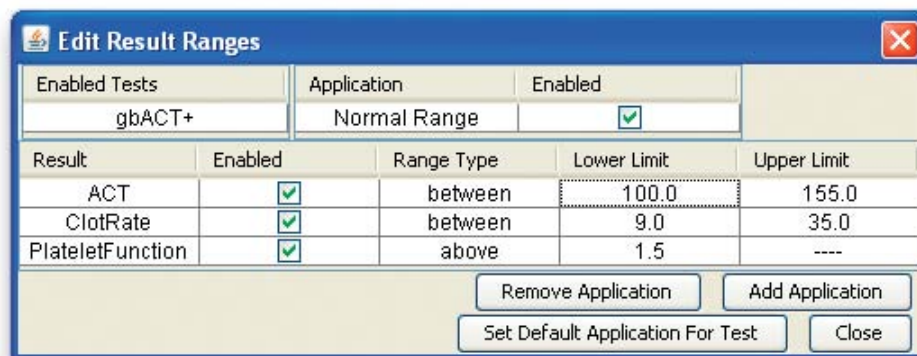 Edit Result Ranges
Enabled Tests Application Enabled
gbACT+ Normal Range
Result Enabled Range Type Lower Limit Upper Limit
ACT between 100.0 155.0
ClotRate between 9.0 35.0
PlateletFunction above 1.5 ----
Remove Application Add Application
Set Default Application For Test Close